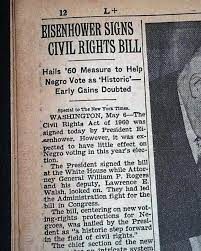 12 L+
EISENHOWER SIGNS
CIVIL RIGHTS BILL
Hails '60 Measure to Help
Negro Vote as 'Historic'—
Early Gains Doubted
Special to The New York Times.
WASHINGTON, May 6—The
Civil Rights Act of 1960 was
signed today by President Eis-
enhower. However, it was ex-
pected to have little effect on
Negro voting in this year's elec-
tion.
The President signed the bill
at the White House while At-
torney General William P. Rogers
and his deputy, Lawrence E.
Walsh, looked on. They had led
the Administration fight for the
bill in Congress.
The bill, centering on new vot-
ing-rights protection for Ne-
groes, was hailed by the Presi-
dent as "an historic step forward
in the field of civil rights."
The chief section of the new